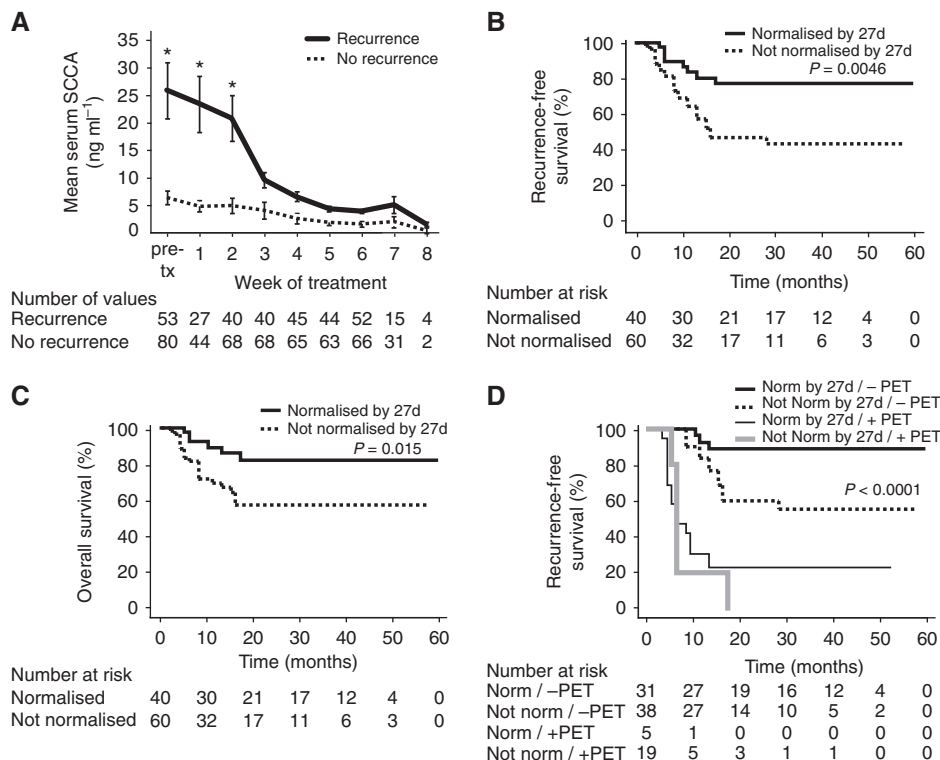 A
35
30
25
20
15
10
5
0
Mean serum SCCA
(ng ml−1)
Recurrence
No recurrence
*
*
*
pre-
tx
1 2 3 4 5 6 7 8
Week of treatment
Number of values
Recurrence 53 27 40 40 45 44 52 15 4
No recurrence 80 44 68 68 65 63 66 31 2
B
Normalised by 27d
Not normalised by 27d
P = 0.0046
100
80
60
40
20
0
Recurrence-free
survival (%)
0 10 20 30 40 50 60
Time (months)
Number at risk
Normalised 40 30 21 17 12 4 0
Not normalised 60 32 17 11 6 3 0
C
Normalised by 27d
Not normalised by 27d
P = 0.015
100
80
60
40
20
0
Overall survival (%)
0 10 20 30 40 50 60
Time (months)
Number at risk
Normalised 40 30 21 17 12 4 0
Not normalised 60 32 17 11 6 3 0
D
Norm by 27d / − PET
Not Norm by 27d / − PET
Norm by 27d / + PET
Not Norm by 27d / + PET
P < 0.0001
100
80
60
40
20
0
Recurrence-free
survival (%)
0 10 20 30 40 50 60
Time (months)
Number at risk
Norm / −PET 31 27 19 16 12 4 0
Not norm / −PET 38 27 14 10 5 2 0
Norm / +PET 5 1 0 0 0 0 0
Not norm / +PET 19 5 3 1 1 0 0